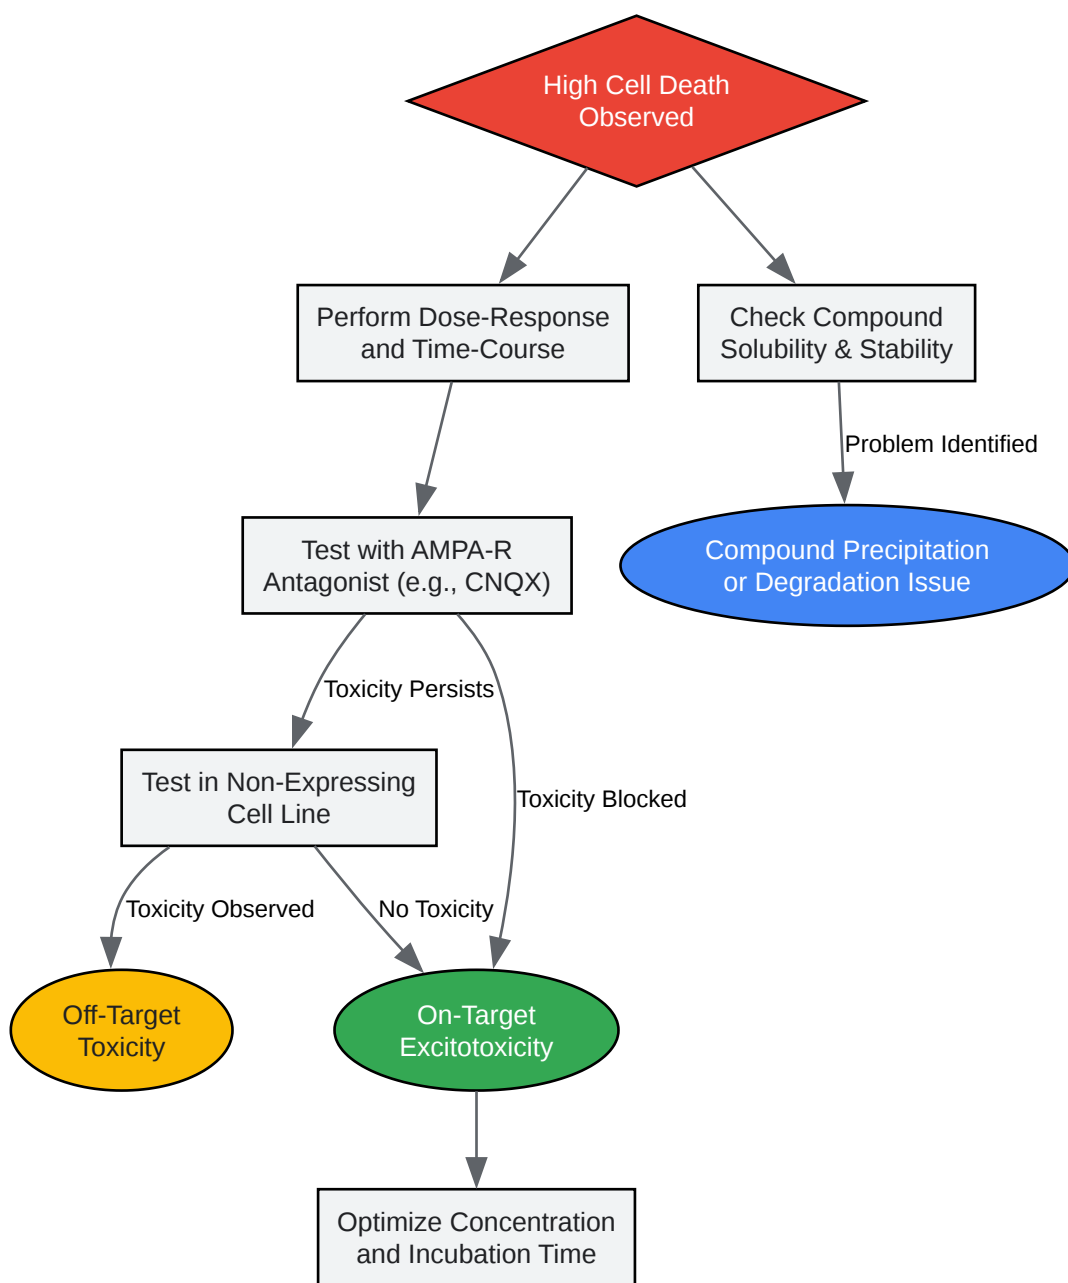 High Cell Death
Observed
Perform Dose-Response
and Time-Course
Check Compound
Solubility & Stability
Problem Identified
Test with AMPA-R
Antagonist (e.g., CNQX)
Compound Precipitation
or Degradation Issue
Toxicity Persists
Test in Non-Expressing
Cell Line
Toxicity Blocked
Toxicity Observed
No Toxicity
Off-Target
Toxicity
On-Target
Excitotoxicity
Optimize Concentration
and Incubation Time